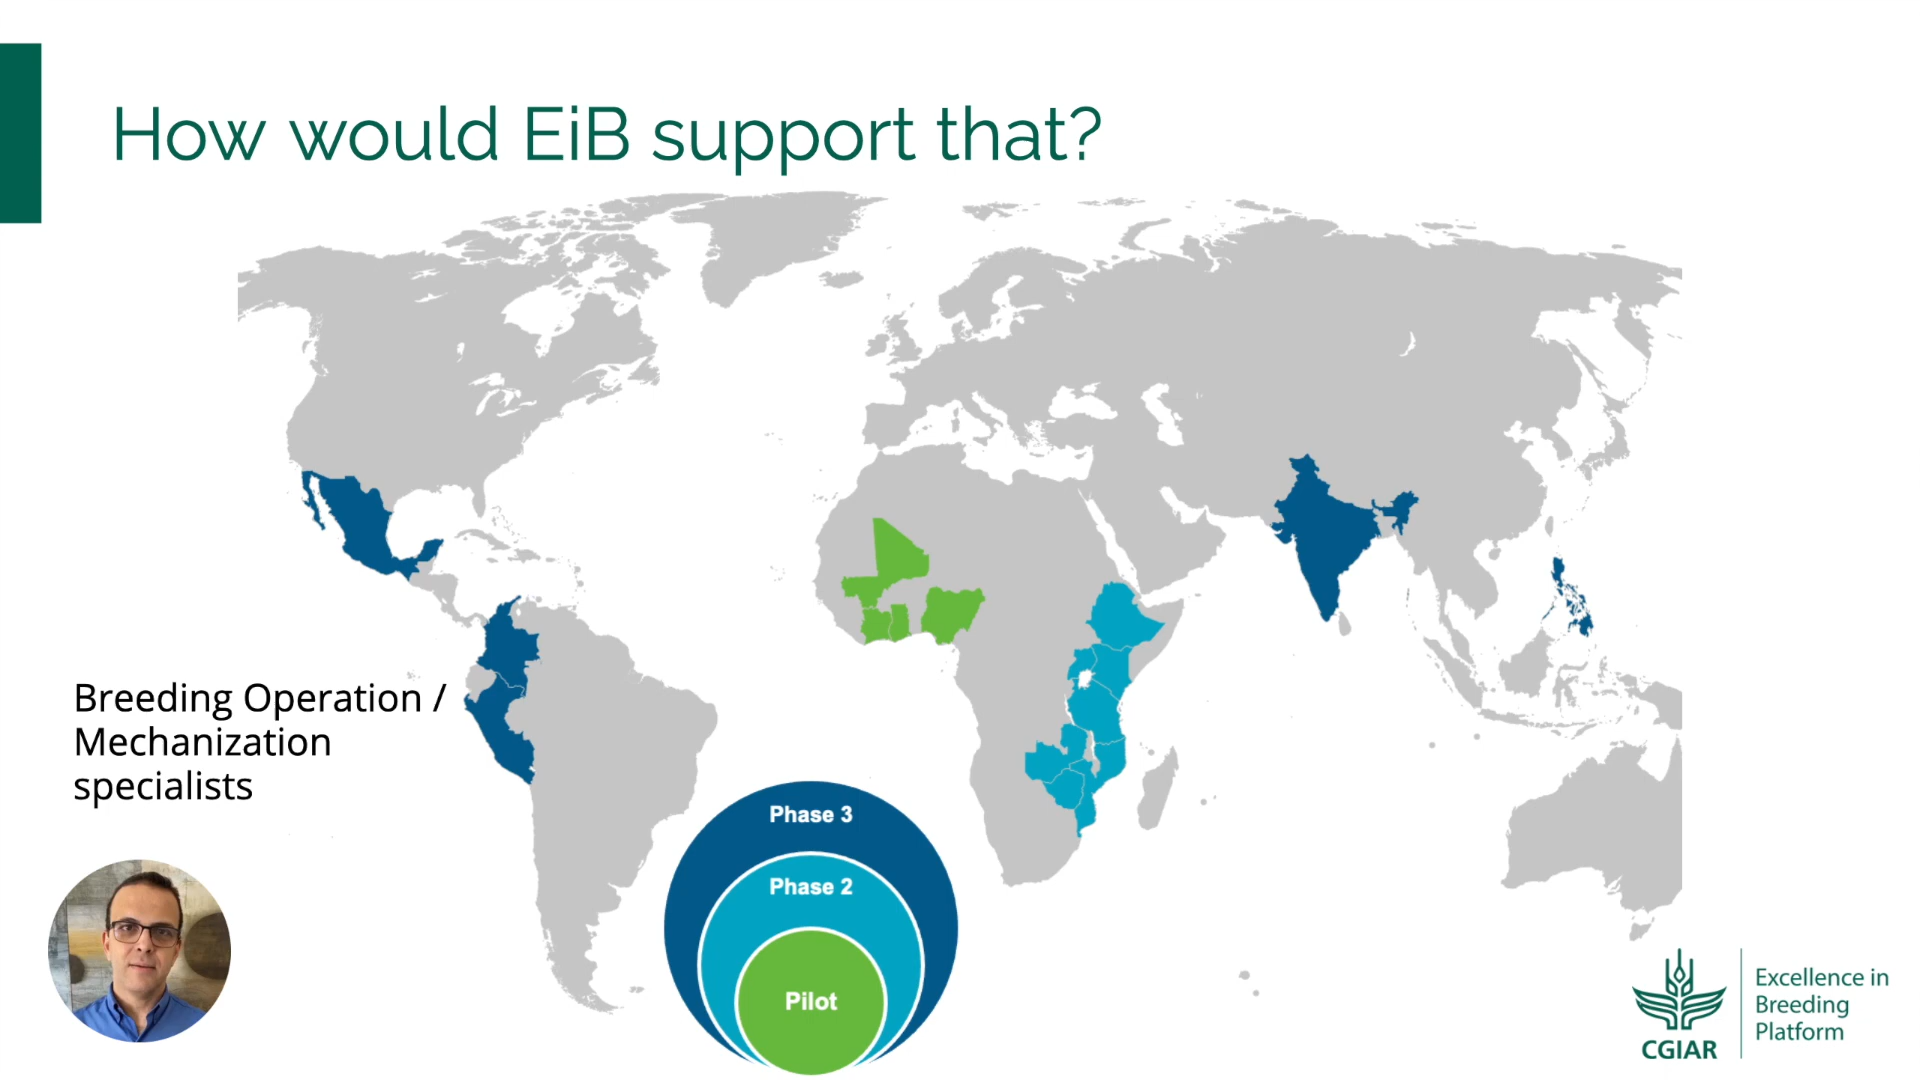 How would EiB support that?
Breeding Operation /
Mechanization
specialists
Phase 3
Phase 2
Pilot
Excellence in
Breeding
Platform
CGIAR